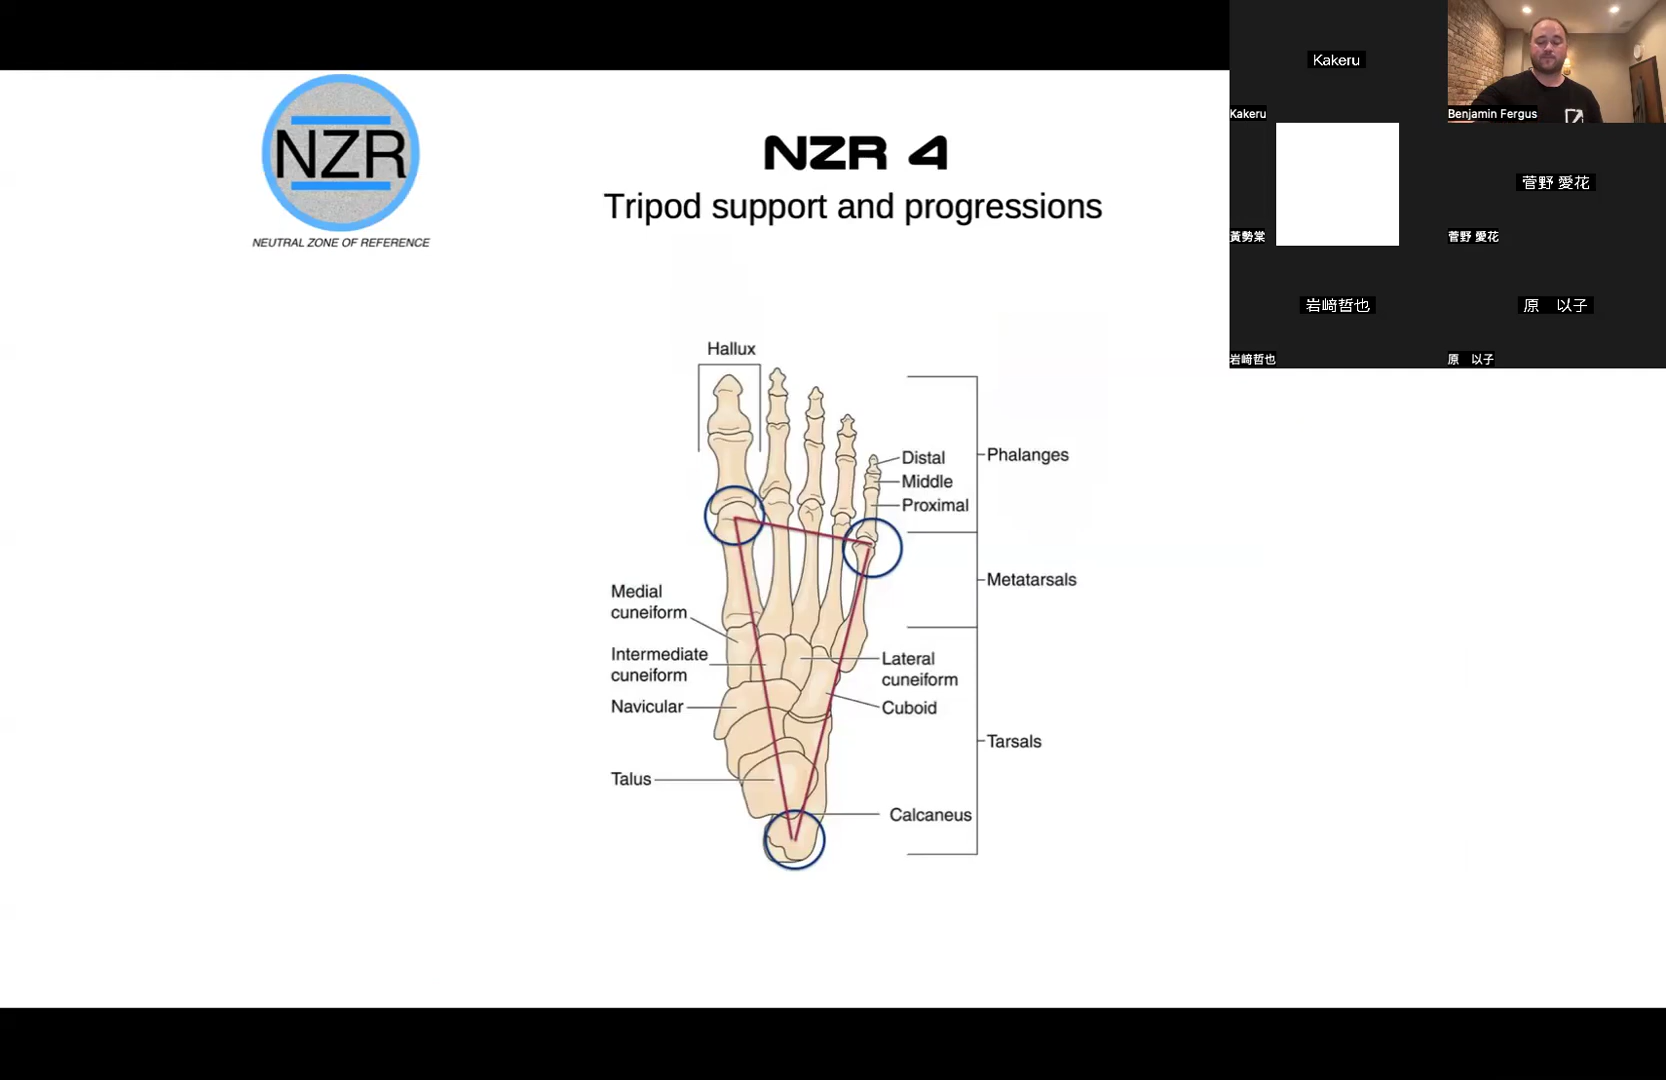 NZR
NEUTRAL ZONE OF REFERENCE
NZR 4
Tripod support and progressions
Hallux
Distal
Middle
Proximal
Phalanges
Metatarsals
Medial
cuneiform
Intermediate
cuneiform
Navicular
Lateral
cuneiform
Cuboid
Tarsals
Talus
Calcaneus
Kakeru
Kakeru
Benjamin Fergus
黃勢棠
菅野 愛花
菅野 愛花
岩﨑哲也
岩﨑哲也
原　以子
原　以子